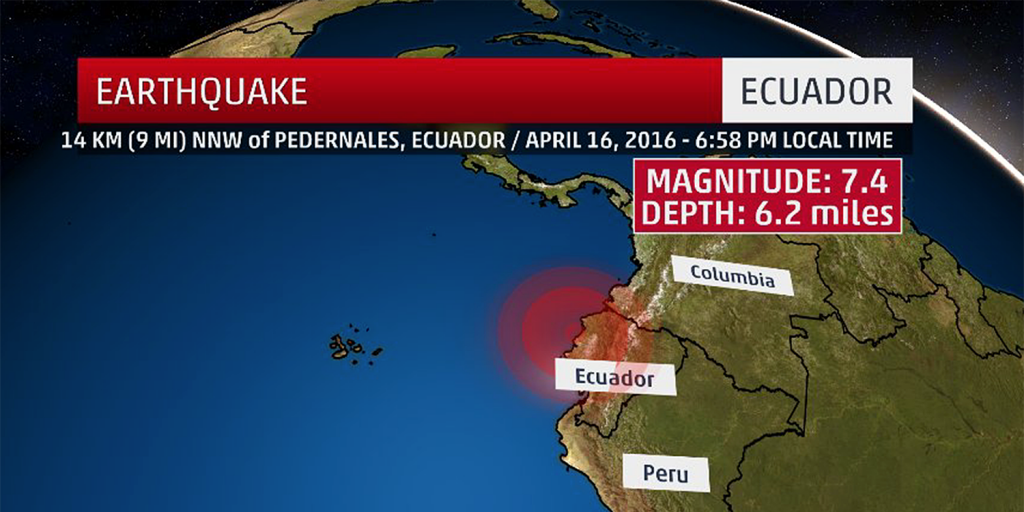 EARTHQUAKE ECUADOR
14 KM (9 MI) NNW of PEDERNALES, ECUADOR / APRIL 16, 2016 - 6:58 PM LOCAL TIME
MAGNITUDE: 7.4
DEPTH: 6.2 miles
Columbia
Ecuador
Peru